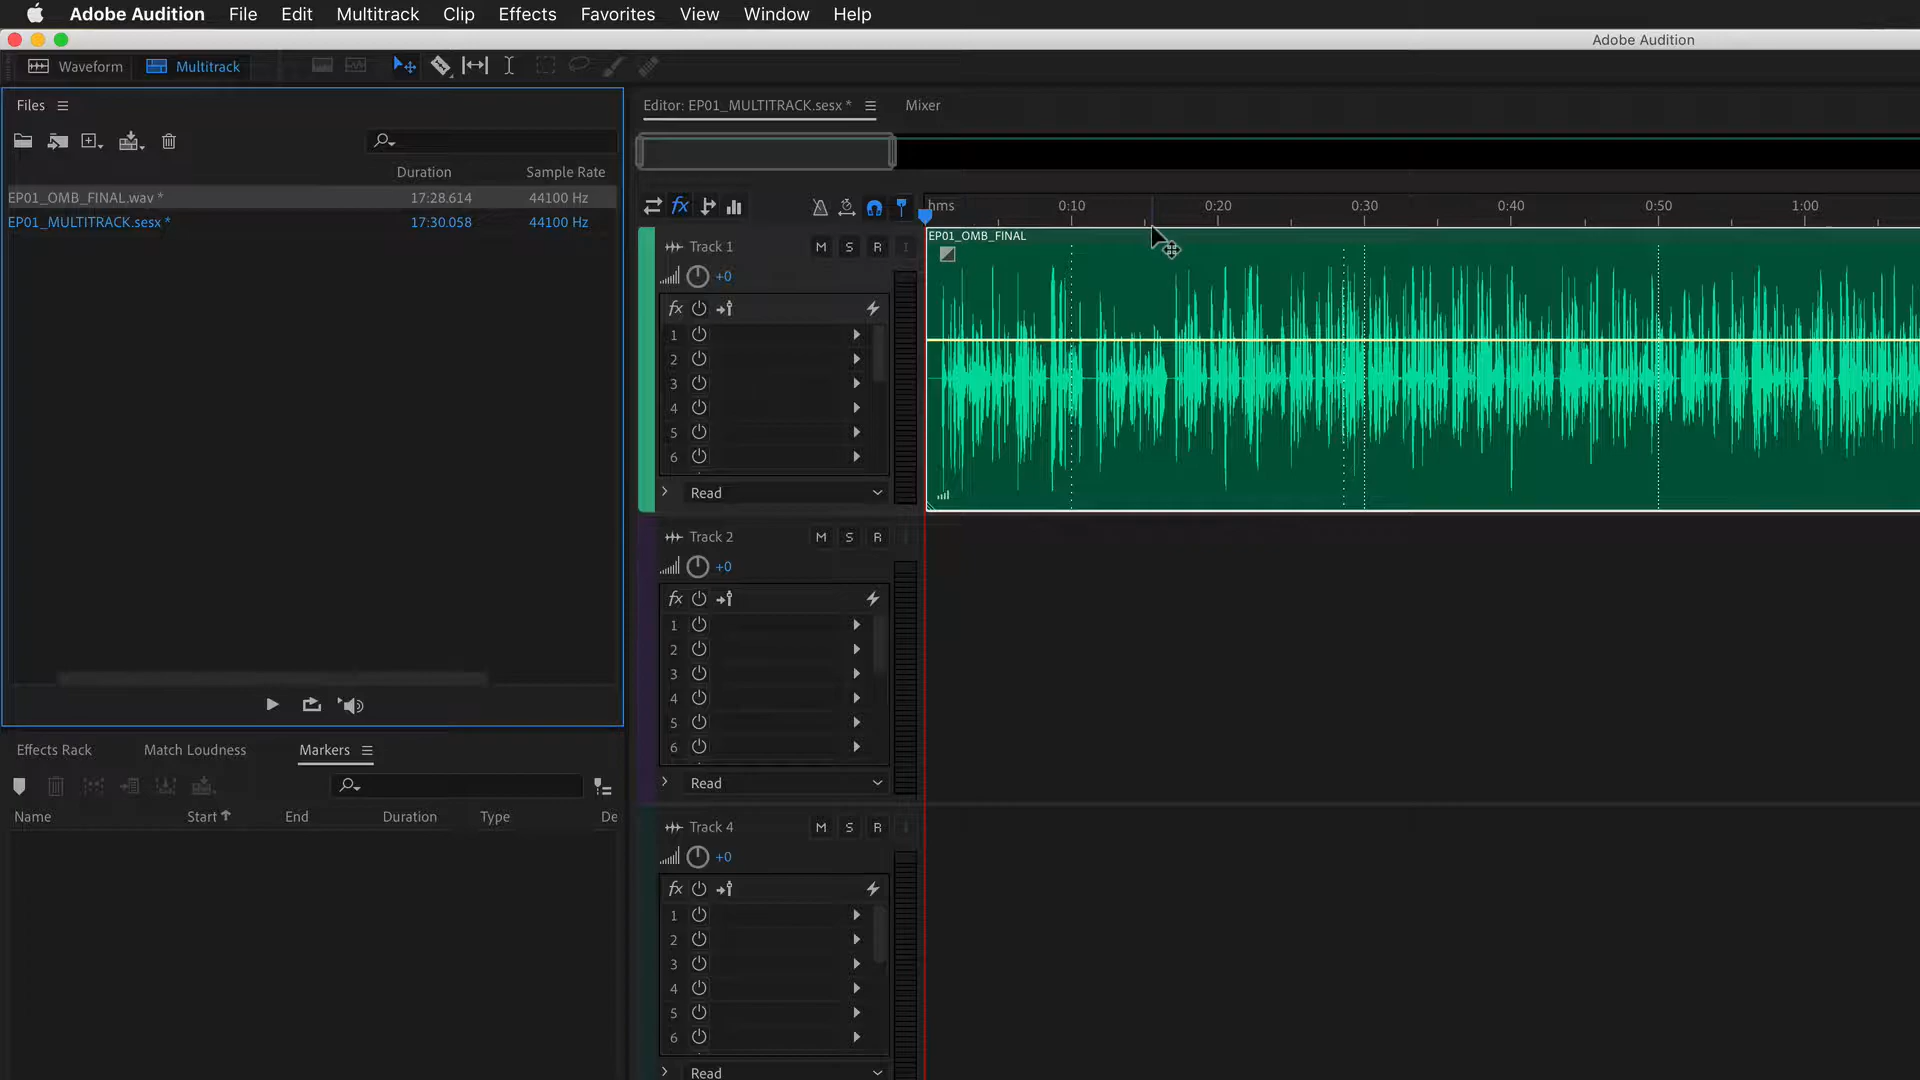 Adobe Audition File Edit Multitrack Clip Effects Favorites View Window Help
Adobe Audition
Waveform Multitrack
Files
Duration Sample Rate
EP01_OMB_FINAL.wav * 17:28.614 44100 Hz
EP01_MULTITRACK.sesx * 17:30.058 44100 Hz
Effects Rack Match Loudness Markers
Name Start End Duration Type De
Editor: EP01_MULTITRACK.sesx * Mixer
fx
hms 0:10 0:20 0:30 0:40 0:50 1:00
EP01_OMB_FINAL
Track 1 M S R I
+0
fx
1
2
3
4
5
6
Read
Track 2 M S R
+0
fx
1
2
3
4
5
6
Read
Track 4 M S R
+0
fx
1
2
3
4
5
6
Read